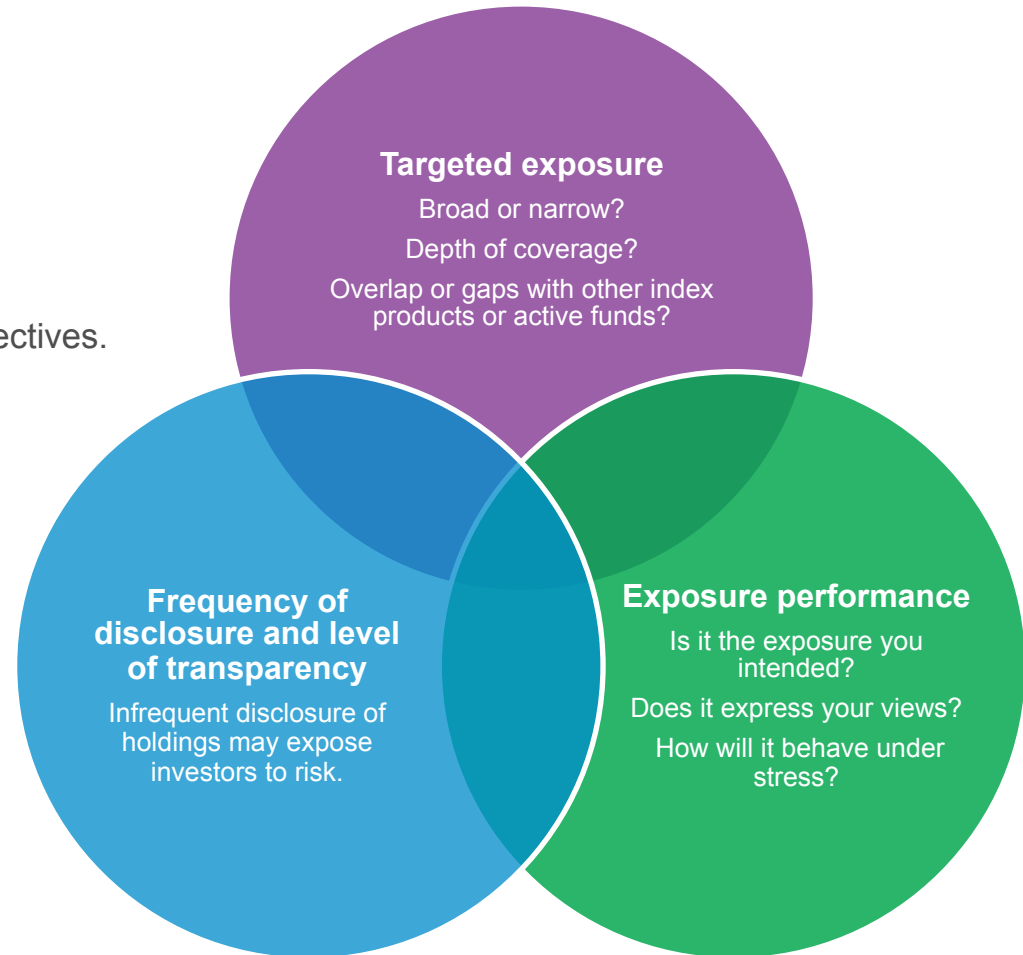 Targeted exposure
Broad or narrow?
Depth of coverage?
Overlap or gaps with other index
products or active funds?
ectives.
Frequency of
disclosure and level
of transparency
Infrequent disclosure of
holdings may expose
investors to risk.
Exposure performance
Is it the exposure you
intended?
Does it express your views?
How will it behave under
stress?